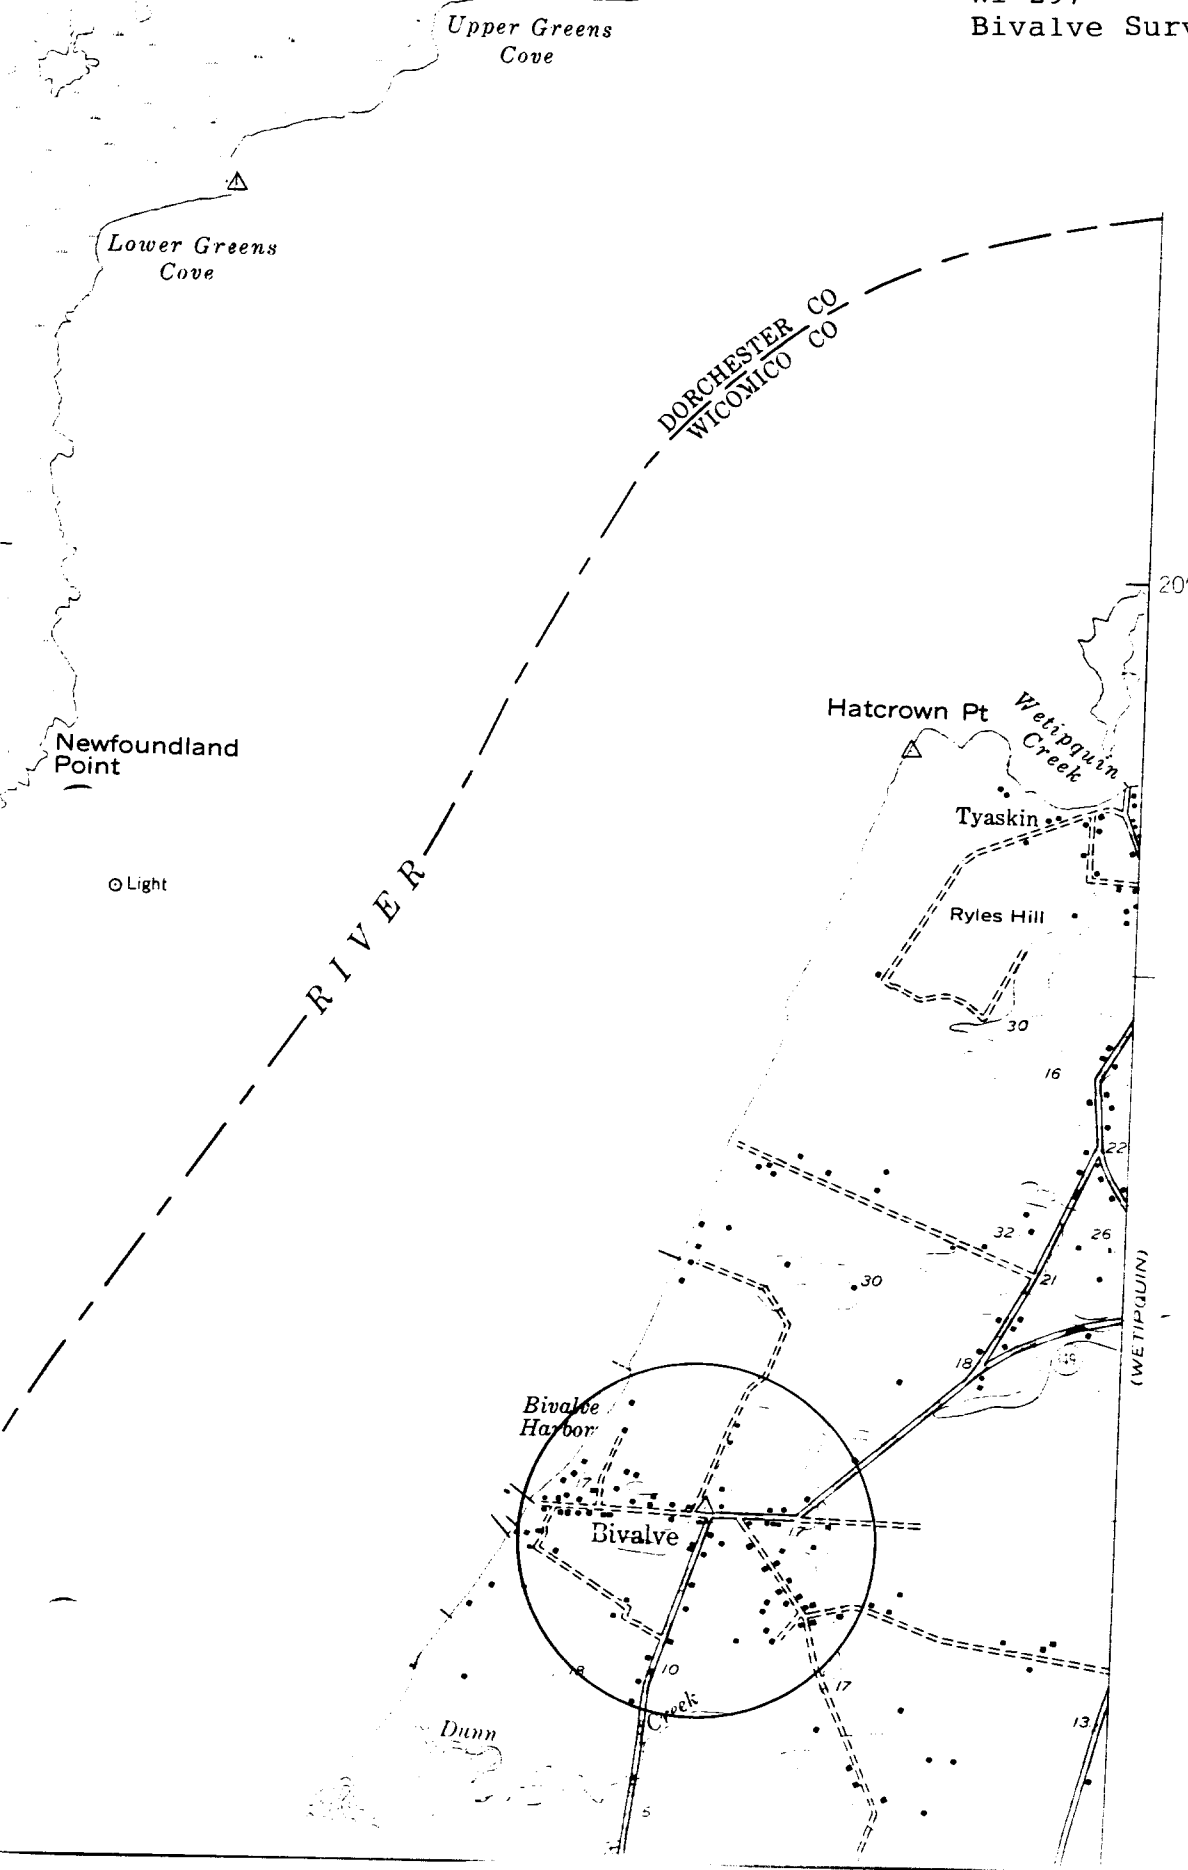 Upper Greens
Cove
Bivalve Surv
Lower Greens
Cove
DORCHESTER CO
WICOMICO CO
20'
Hatcrown Pt
Wetipquin
Creek
Newfoundland
Point
Tyaskin
Light
RIVER
Ryles Hill
30
16
22
32
26
21
30
(WETIPQUIN)
18
349
Bivalve
Harbor
17
Bivalve
18
10
17
Creek
Dunn
13
5